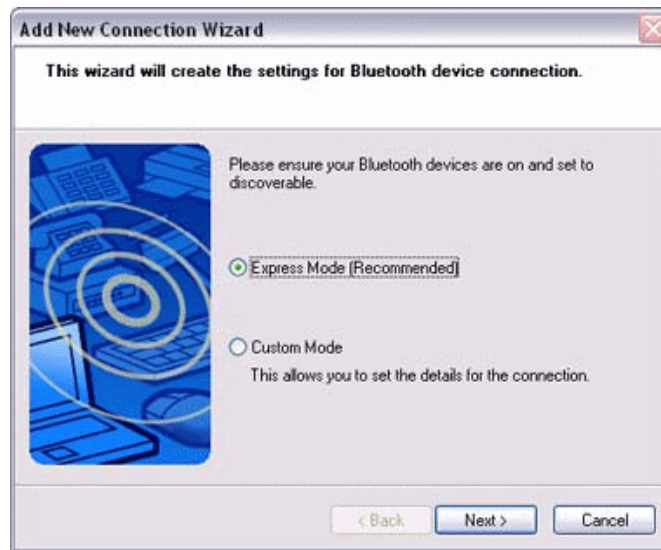 Add New Connection Wizard
This wizard will create the settings for Bluetooth device connection.
Please ensure your Bluetooth devices are on and set to
discoverable.
Express Mode (Recommended)
Custom Mode
This allows you to set the details for the connection.
< Back
Next >
Cancel